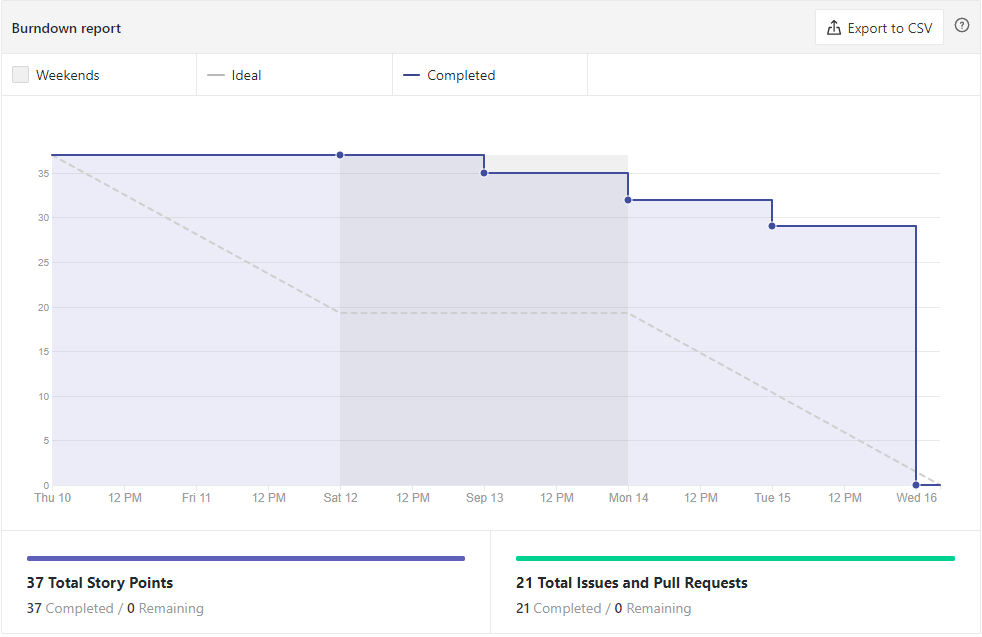 Burndown report
Export to CSV
Weekends
Ideal
Completed
35
30
25
20
15
10
5
0
Thu 10 12 PM Fri 11 12 PM Sat 12 12 PM Sep 13 12 PM Mon 14 12 PM Tue 15 12 PM Wed 16
37 Total Story Points
37 Completed / 0 Remaining
21 Total Issues and Pull Requests
21 Completed / 0 Remaining